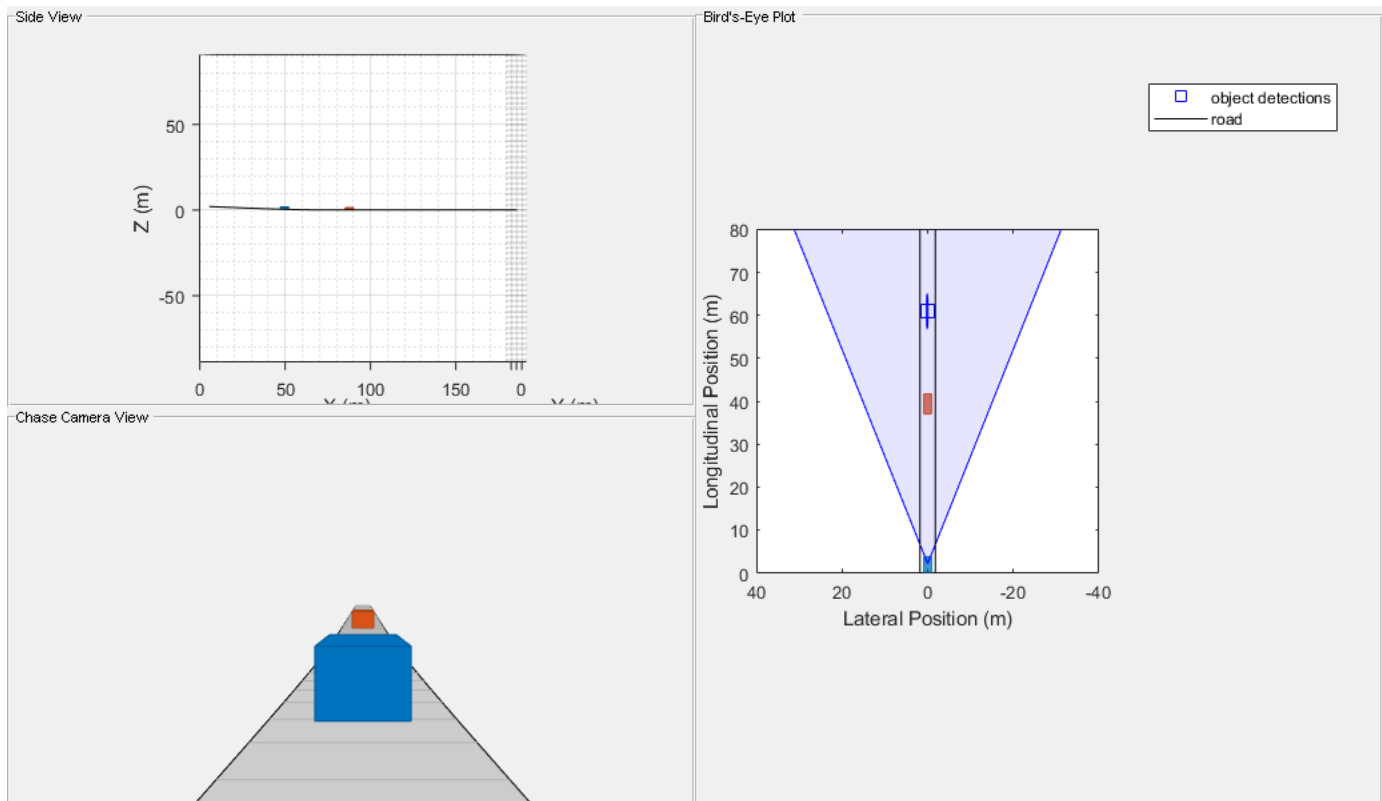 Side View
50
0
-50
Z (m)
0
50
100
150
0
Chase Camera View
Bird's-Eye Plot
object detections
road
80
70
60
50
40
30
20
10
0
Longitudinal Position (m)
40
20
0
-20
-40
Lateral Position (m)